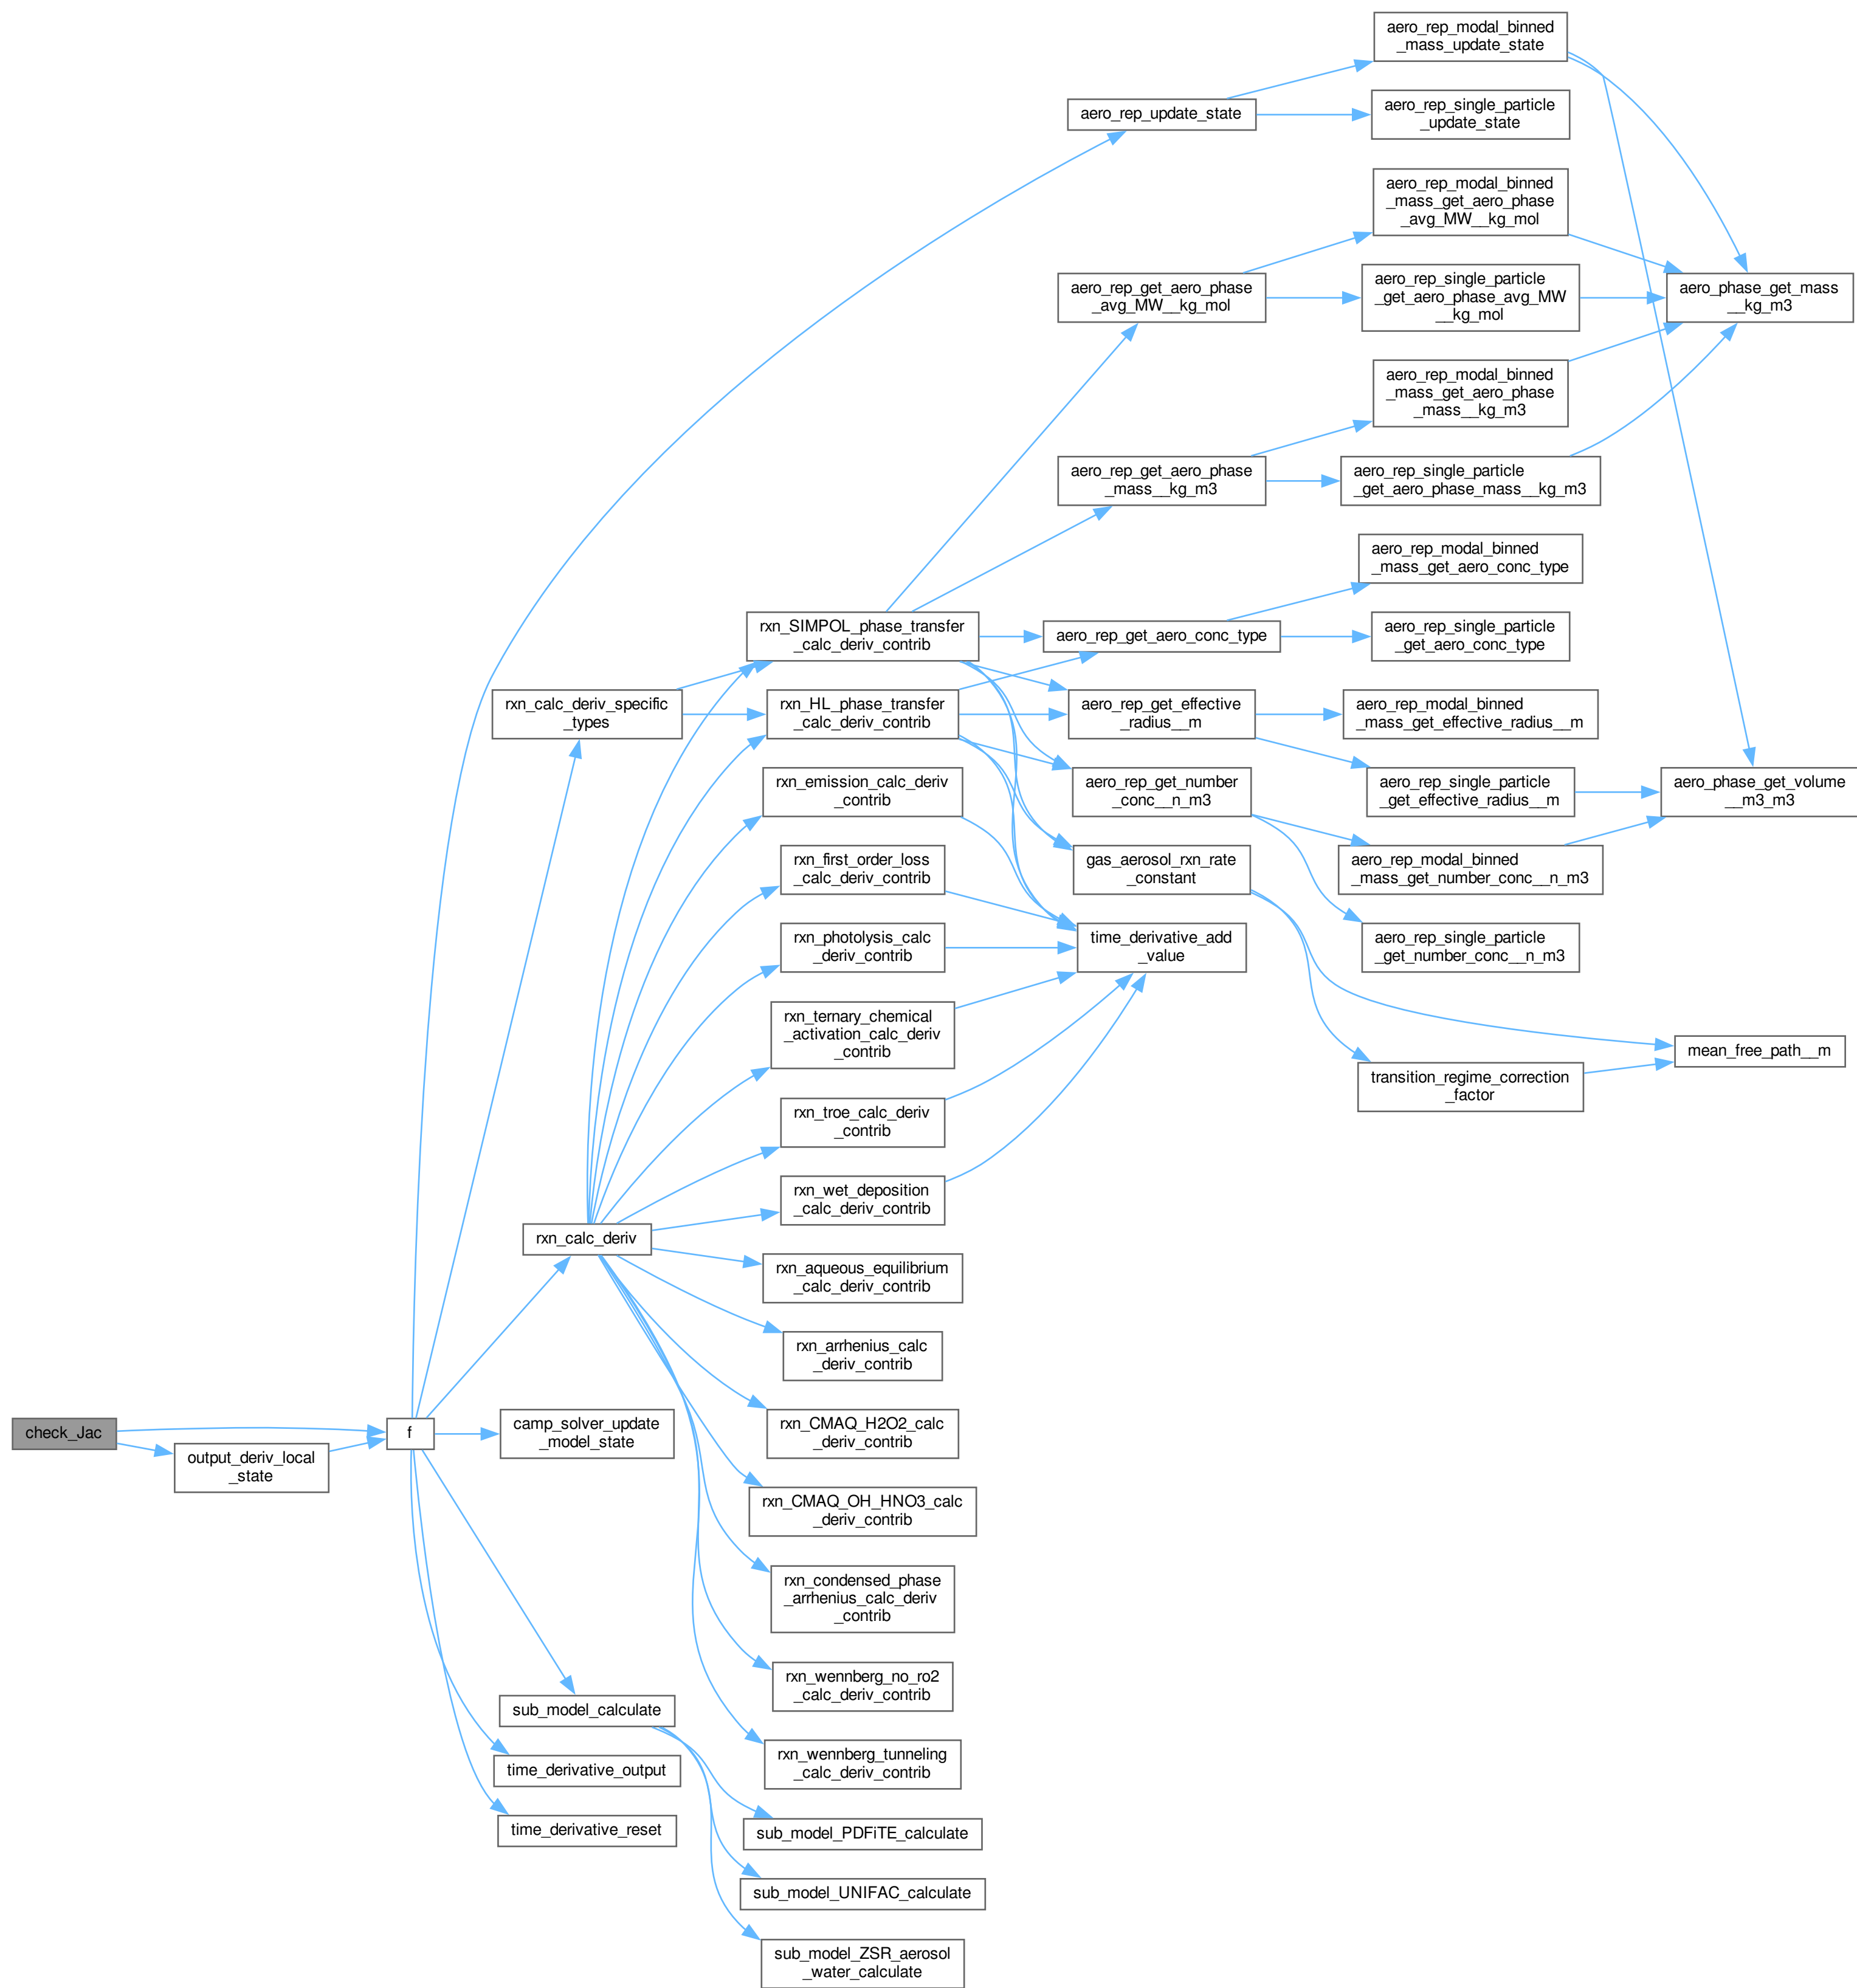 check_Jac
output_deriv_local
_state
f
aero_rep_update_state
rxn_calc_deriv_specific
_types
rxn_calc_deriv
camp_solver_update
_model_state
sub_model_calculate
time_derivative_output
time_derivative_reset
rxn_SIMPOL_phase_transfer
_calc_deriv_contrib
rxn_HL_phase_transfer
_calc_deriv_contrib
rxn_emission_calc_deriv
_contrib
rxn_first_order_loss
_calc_deriv_contrib
rxn_photolysis_calc
_deriv_contrib
rxn_ternary_chemical
_activation_calc_deriv
_contrib
rxn_troe_calc_deriv
_contrib
rxn_wet_deposition
_calc_deriv_contrib
rxn_aqueous_equilibrium
_calc_deriv_contrib
rxn_arrhenius_calc
_deriv_contrib
rxn_CMAQ_H2O2_calc
_deriv_contrib
rxn_CMAQ_OH_HNO3_calc
_deriv_contrib
rxn_condensed_phase
_arrhenius_calc_deriv
_contrib
rxn_wennberg_no_ro2
_calc_deriv_contrib
rxn_wennberg_tunneling
_calc_deriv_contrib
sub_model_PDFiTE_calculate
sub_model_UNIFAC_calculate
sub_model_ZSR_aerosol
_water_calculate
aero_rep_get_aero_phase
_avg_MW__kg_mol
aero_rep_get_aero_phase
_mass__kg_m3
aero_rep_get_aero_conc_type
aero_rep_get_effective
_radius__m
aero_rep_get_number
_conc__n_m3
gas_aerosol_rxn_rate
_constant
time_derivative_add
_value
aero_rep_modal_binned
_mass_update_state
aero_rep_single_particle
_update_state
aero_rep_modal_binned
_mass_get_aero_phase
_avg_MW__kg_mol
aero_rep_single_particle
_get_aero_phase_avg_MW
__kg_mol
aero_rep_modal_binned
_mass_get_aero_phase
_mass__kg_m3
aero_rep_single_particle
_get_aero_phase_mass__kg_m3
aero_rep_modal_binned
_mass_get_aero_conc_type
aero_rep_single_particle
_get_aero_conc_type
aero_rep_modal_binned
_mass_get_effective_radius__m
aero_rep_single_particle
_get_effective_radius__m
aero_rep_modal_binned
_mass_get_number_conc__n_m3
aero_rep_single_particle
_get_number_conc__n_m3
transition_regime_correction
_factor
aero_phase_get_mass
__kg_m3
aero_phase_get_volume
__m3_m3
mean_free_path__m